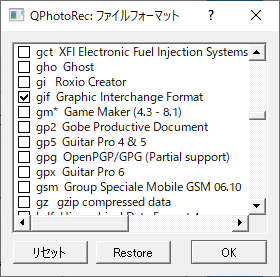 QPhotoRec: ファイルフォーマット
gct XFI Electronic Fuel Injection Systems
gho Ghost
gi Roxio Creator
gif Graphic Interchange Format
gm* Game Maker (4.3 - 8.1)
gp2 Gobe Productive Document
gp5 Guitar Pro 4 & 5
gpg OpenPGP/GPG (Partial support)
gpx Guitar Pro 6
gsm Group Speciale Mobile GSM 06.10
gz gzip compressed data
リセット Restore OK